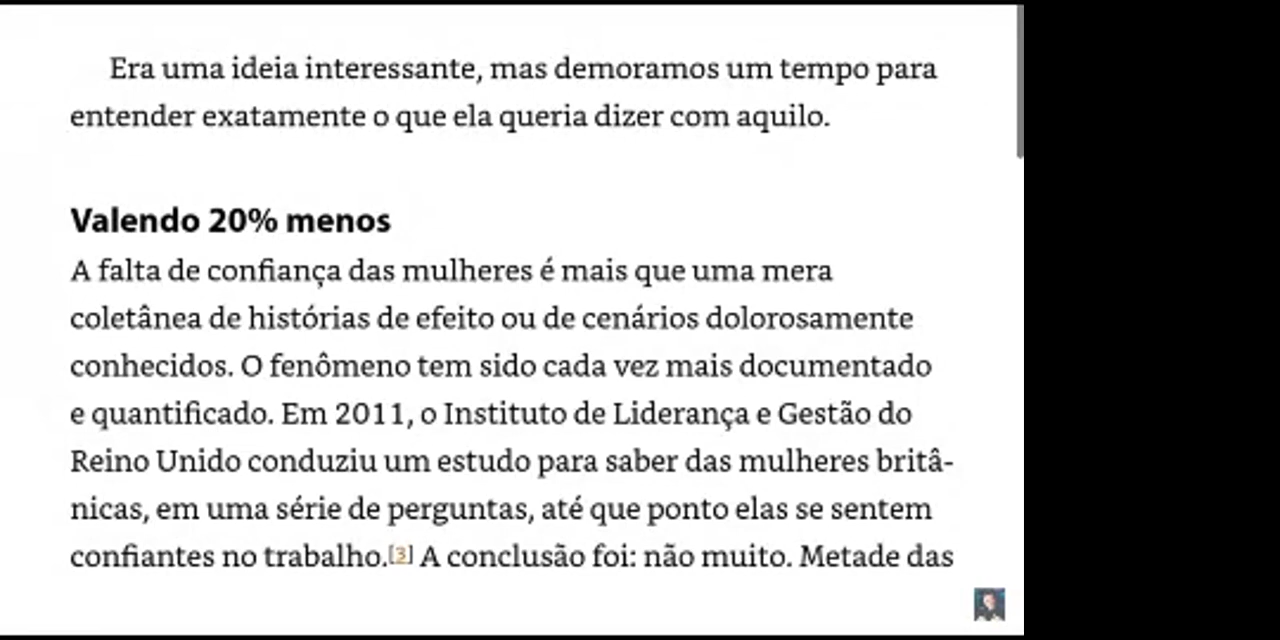 Era uma ideia interessante, mas demoramos um tempo para
entender exatamente o que ela queria dizer com aquilo.
Valendo 20% menos
A falta de confiança das mulheres é mais que uma mera
coletânea de histórias de efeito ou de cenários dolorosamente
conhecidos. O fenômeno tem sido cada vez mais documentado
e quantificado. Em 2011, o Instituto de Liderança e Gestão do
Reino Unido conduziu um estudo para saber das mulheres britâ-
nicas, em uma série de perguntas, até que ponto elas se sentem
confiantes no trabalho.[3] A conclusão foi: não muito. Metade das